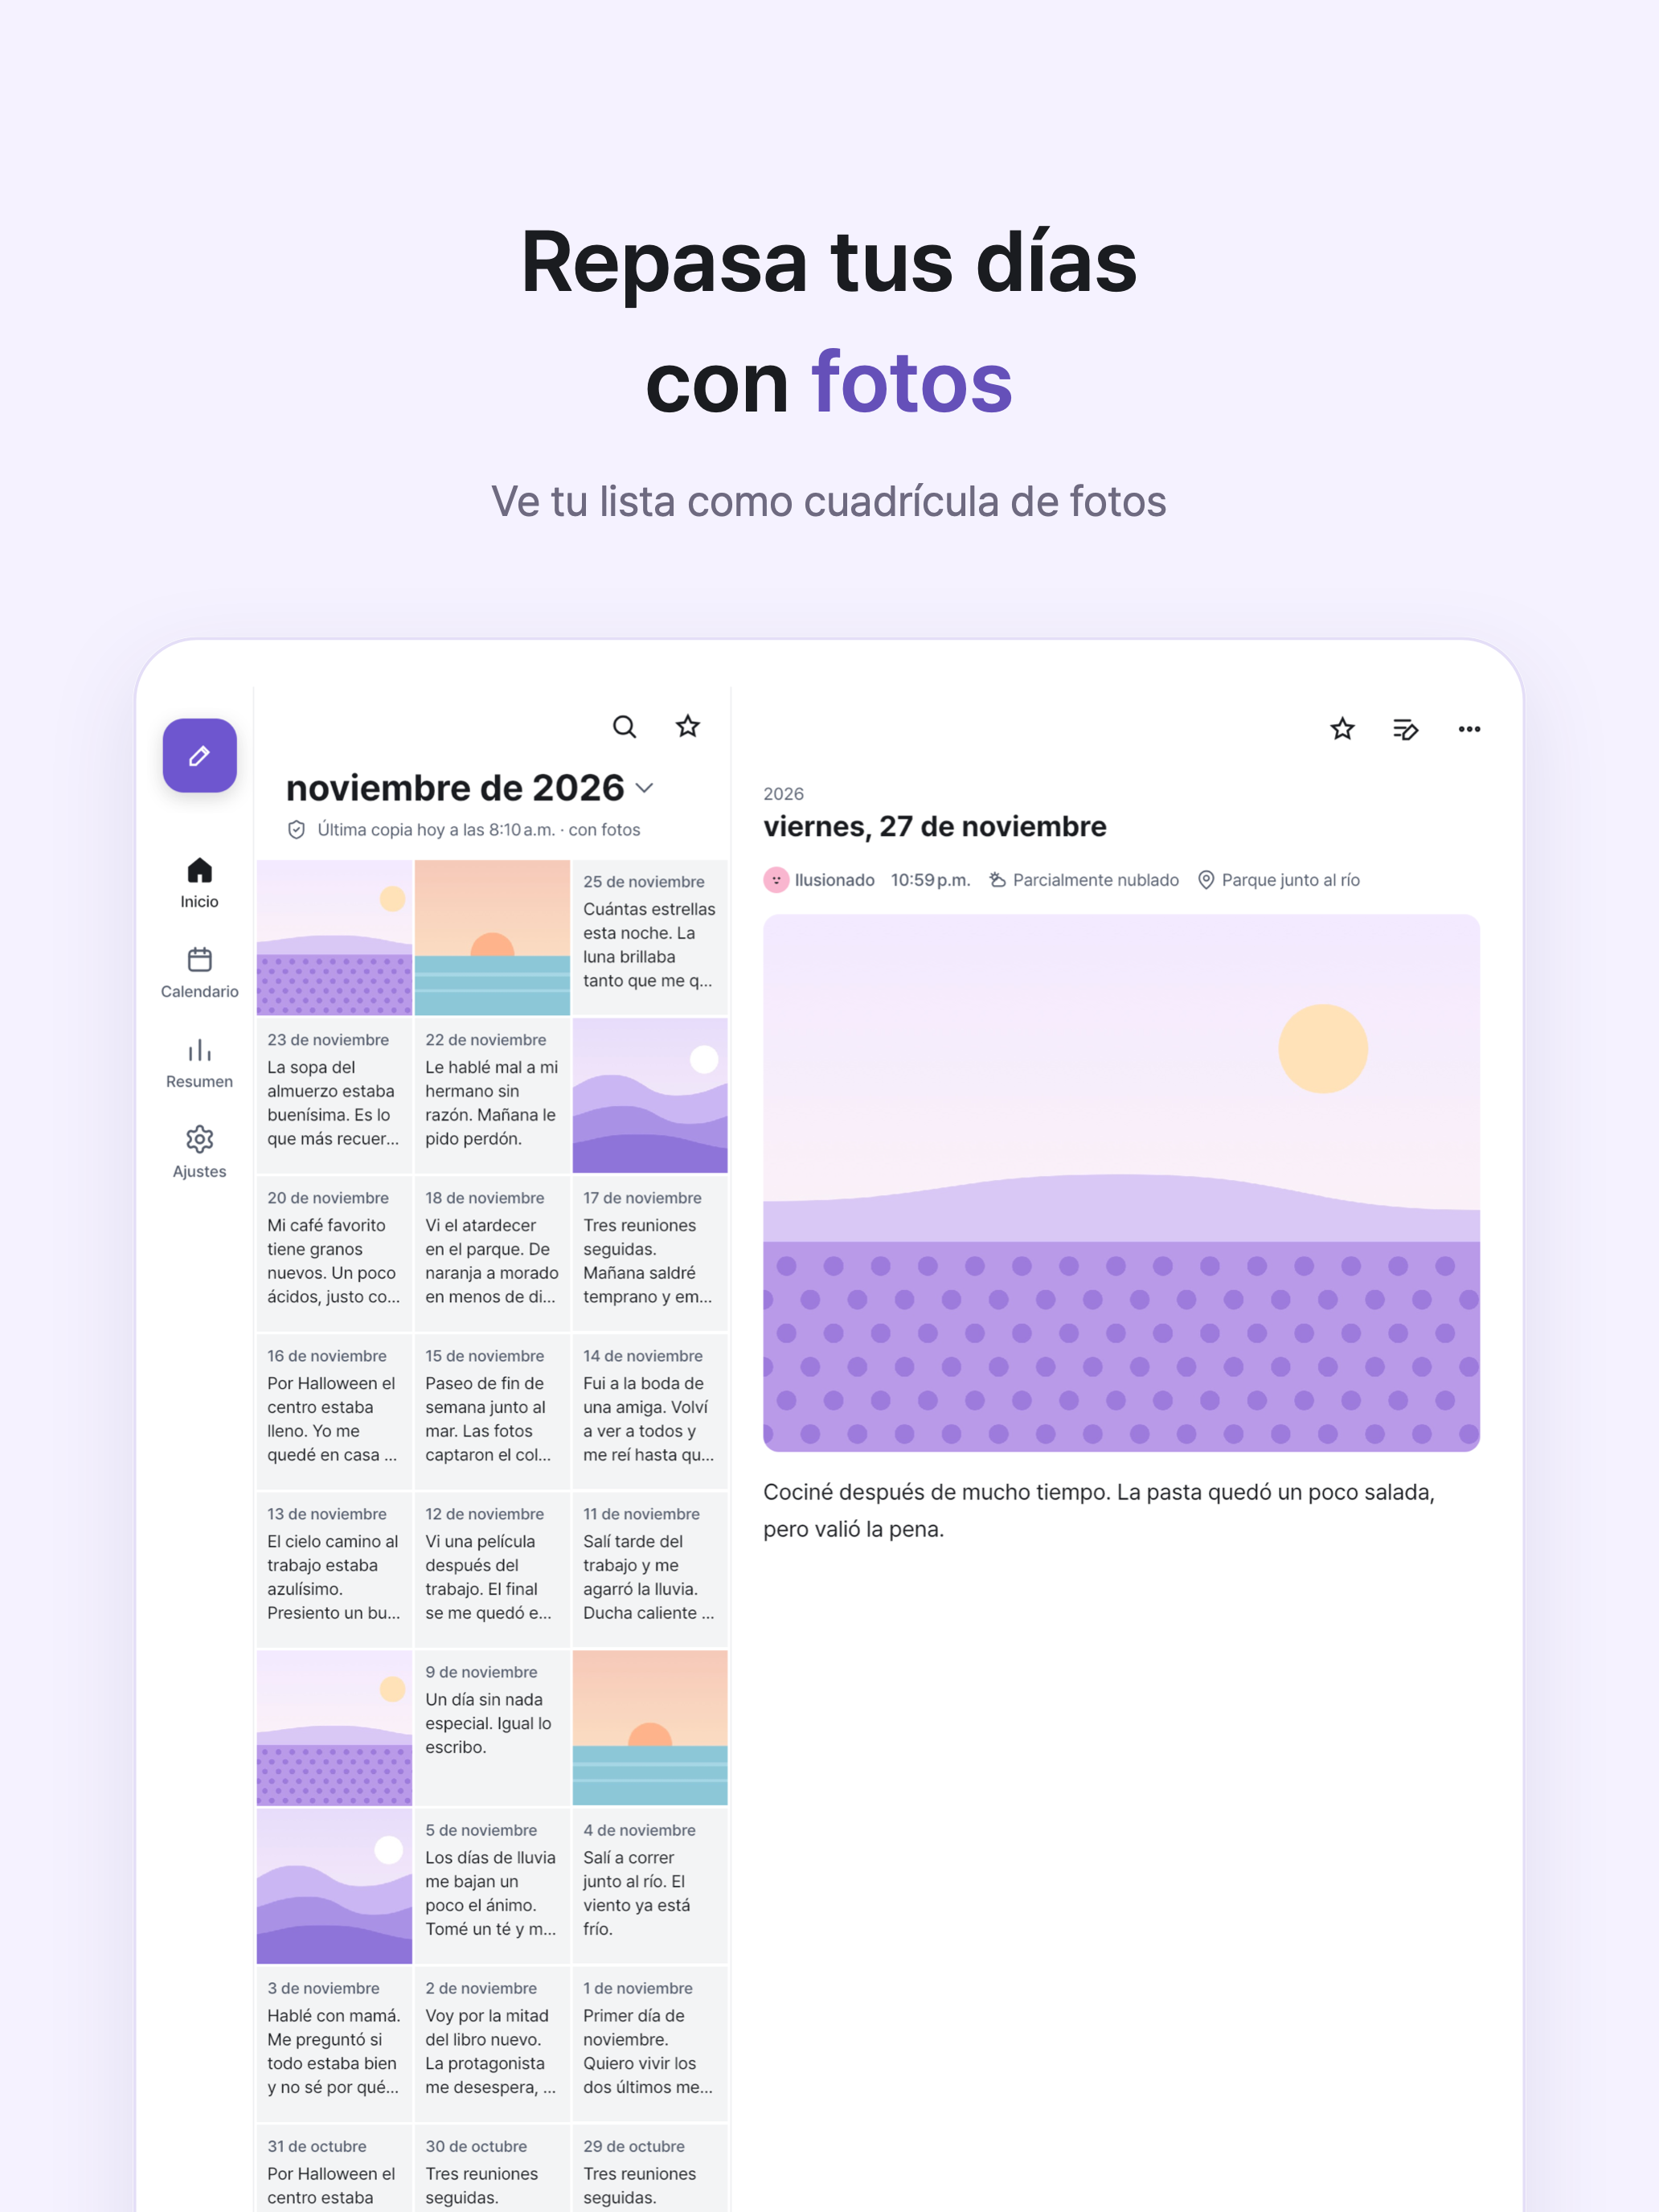 Repasa tus días
con fotos
Ve tu lista como cuadrícula de fotos
Inicio
Calendario
Resumen
Ajustes
noviembre de 2026
Última copia hoy a las 8:10 a.m. · con fotos
25 de noviembre
Cuántas estrellas
esta noche. La
luna brillaba
tanto que me q...
23 de noviembre
La sopa del
almuerzo estaba
buenísima. Es lo
que más recuer...
22 de noviembre
Le hablé mal a mi
hermano sin
razón. Mañana le
pido perdón.
20 de noviembre
Mi café favorito
tiene granos
nuevos. Un poco
ácidos, justo co...
18 de noviembre
Vi el atardecer
en el parque. De
naranja a morado
en menos de di...
17 de noviembre
Tres reuniones
seguidas.
Mañana saldré
temprano y em...
16 de noviembre
Por Halloween el
centro estaba
lleno. Yo me
quedé en casa ...
15 de noviembre
Paseo de fin de
semana junto al
mar. Las fotos
captaron el col...
14 de noviembre
Fui a la boda de
una amiga. Volví
a ver a todos y
me reí hasta qu...
13 de noviembre
El cielo camino al
trabajo estaba
azulísimo.
Presiento un bu...
12 de noviembre
Vi una película
después del
trabajo. El final
se me quedó e...
11 de noviembre
Salí tarde del
trabajo y me
agarró la lluvia.
Ducha caliente ...
9 de noviembre
Un día sin nada
especial. Igual lo
escribo.
5 de noviembre
Los días de lluvia
me bajan un
poco el ánimo.
Tomé un té y m...
4 de noviembre
Salí a correr
junto al río. El
viento ya está
frío.
3 de noviembre
Hablé con mamá.
Me preguntó si
todo estaba bien
y no sé por qué...
2 de noviembre
Voy por la mitad
del libro nuevo.
La protagonista
me desespera, ...
1 de noviembre
Primer día de
noviembre.
Quiero vivir los
dos últimos me...
31 de octubre
Por Halloween el
centro estaba
30 de octubre
Tres reuniones
seguidas.
29 de octubre
Tres reuniones
seguidas.
2026
viernes, 27 de noviembre
Ilusionado 10:59 p.m. Parcialmente nublado Parque junto al río
Cociné después de mucho tiempo. La pasta quedó un poco salada,
pero valió la pena.